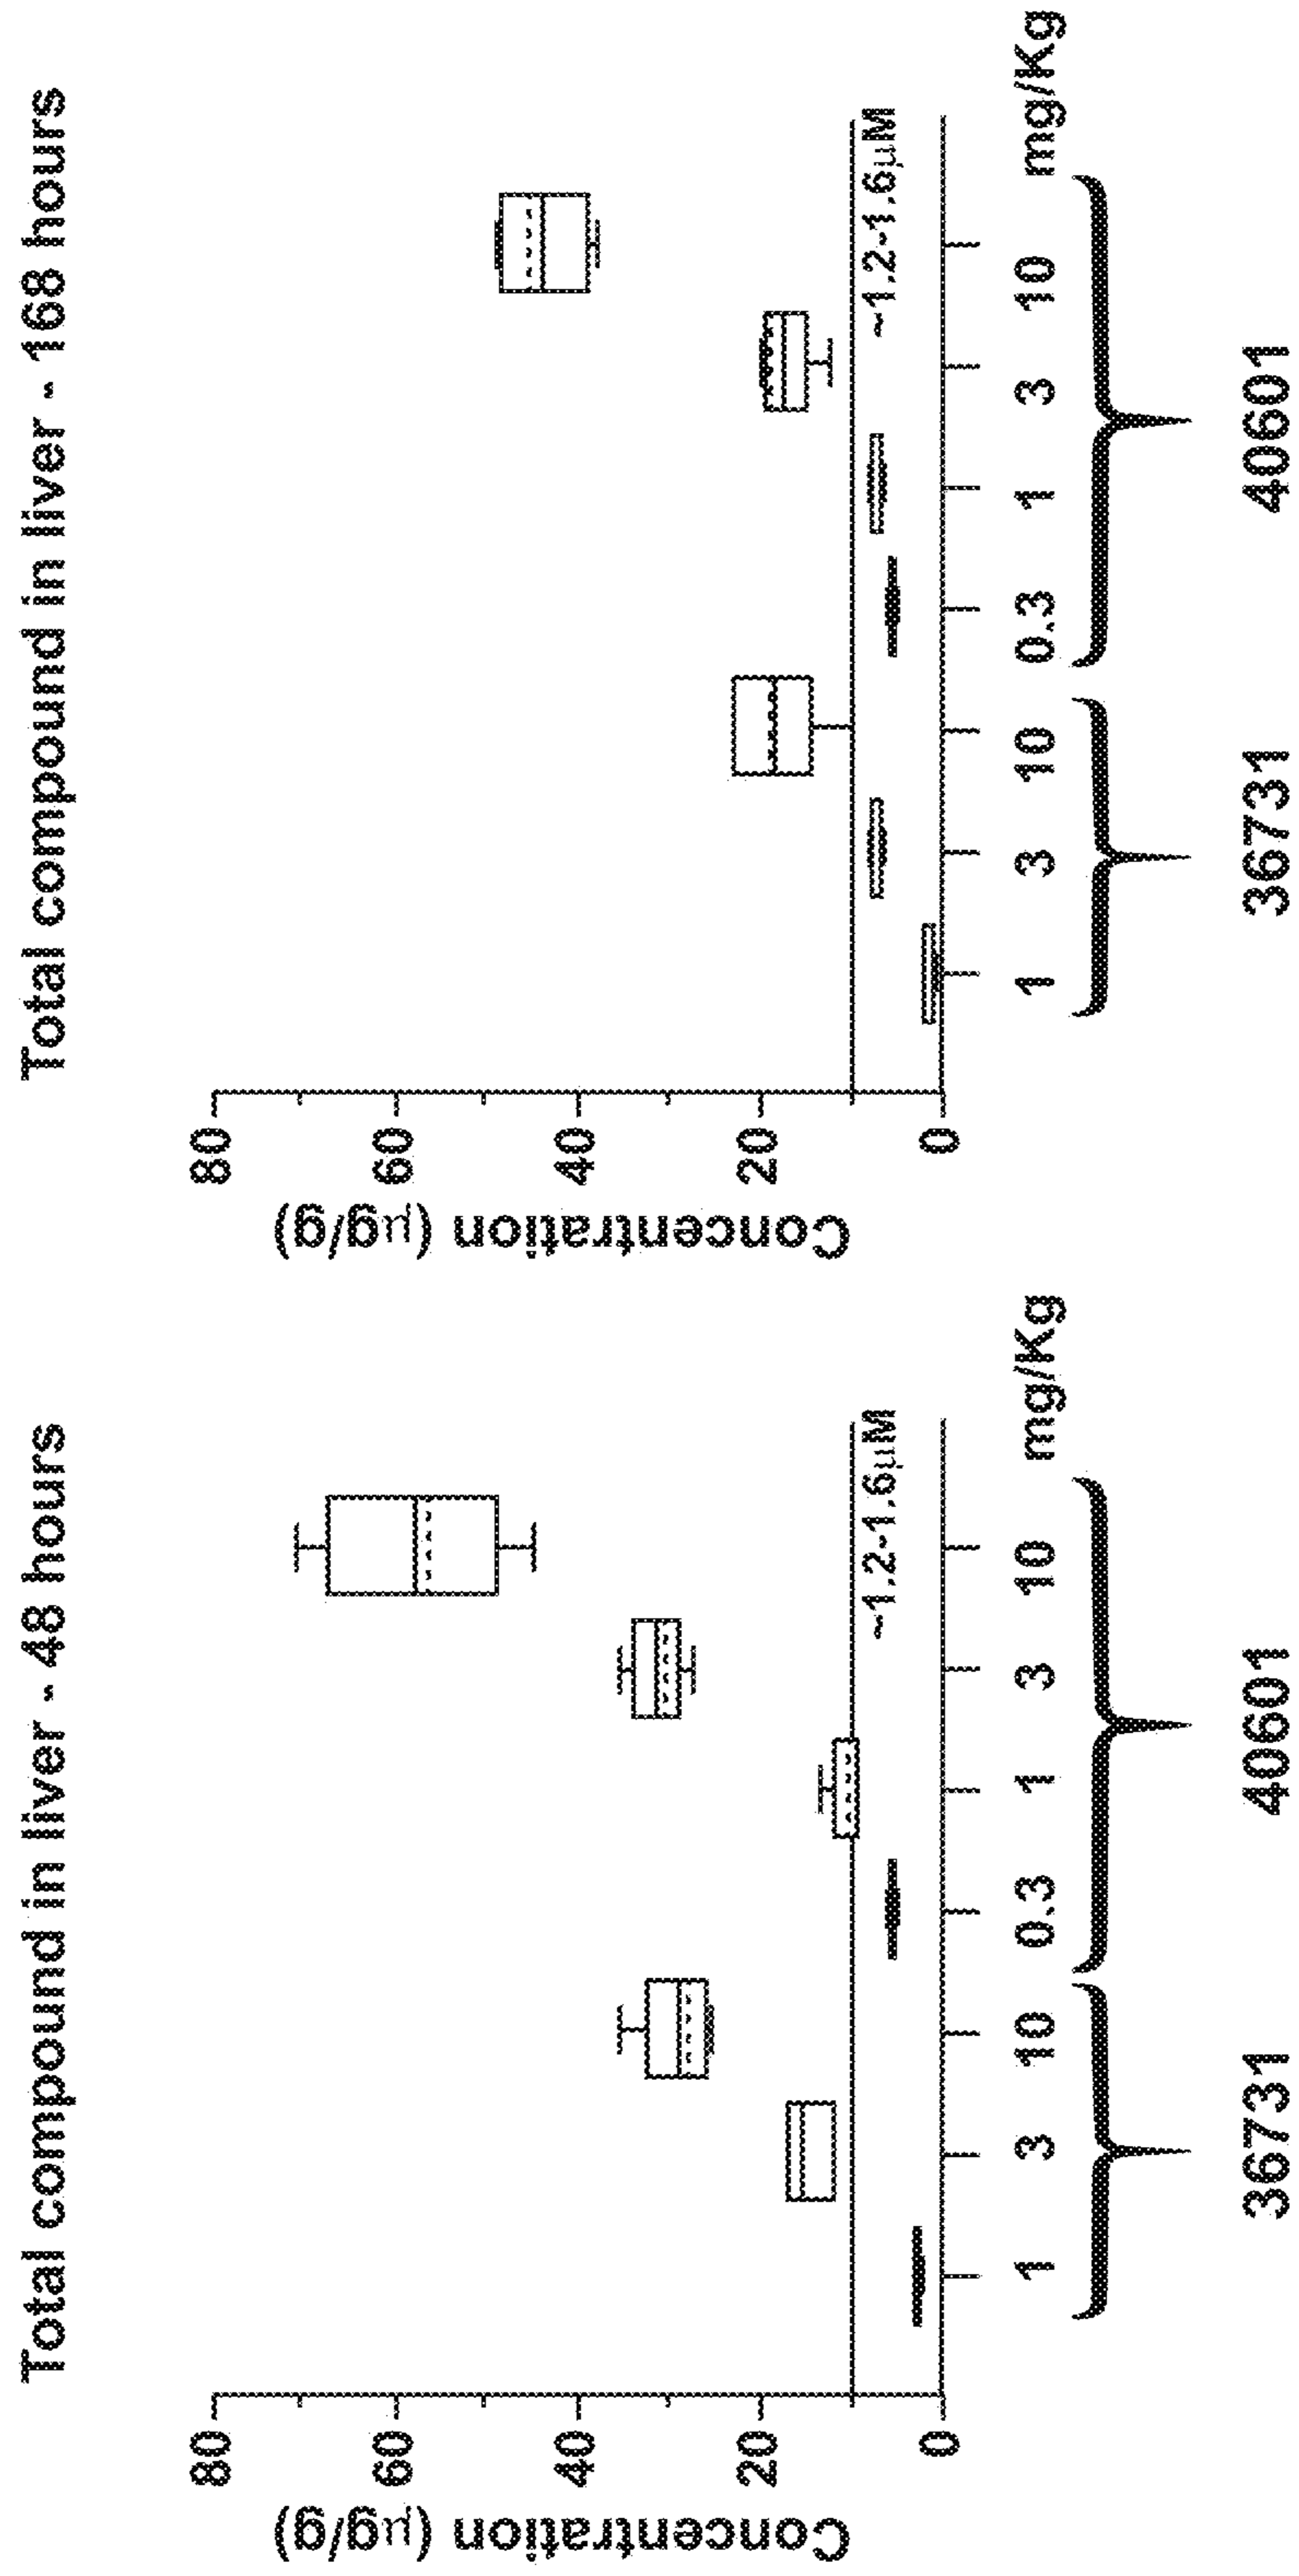 Total compound in liver - 48 hours
Concentration (µg/g)
80
60
40
20
0
~1.2-1.6µM
1 3 10 0.3 1 3 10 mg/Kg
36731 40601
Total compound in liver - 168 hours
Concentration (µg/g)
80
60
40
20
0
~1.2-1.6µM
1 3 10 0.3 1 3 10 mg/Kg
36731 40601